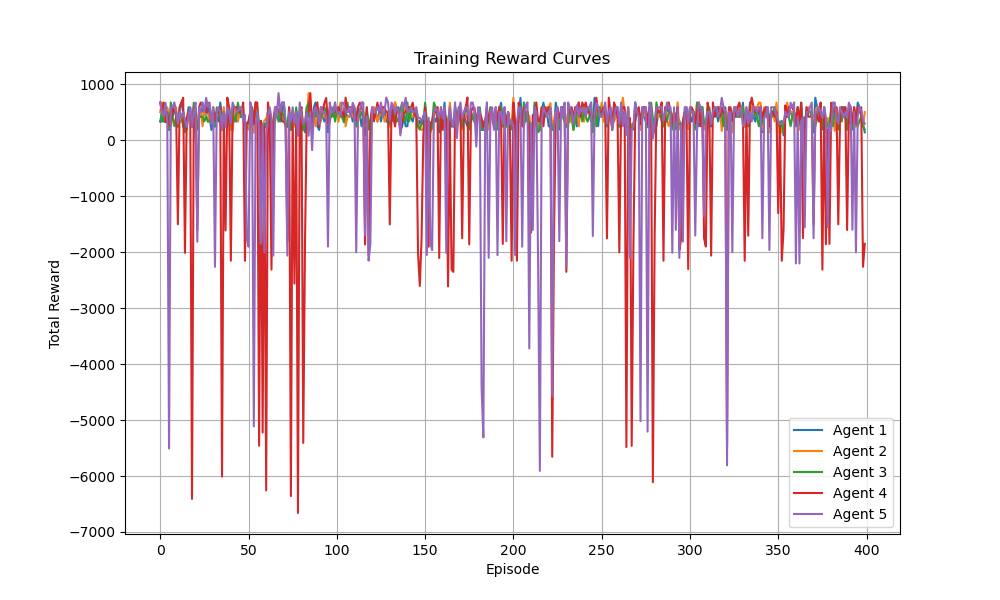 Training Reward Curves
Total Reward
1000
0
−1000
−2000
−3000
−4000
−5000
−6000
−7000
0 50 100 150 200 250 300 350 400
Episode
Agent 1
Agent 2
Agent 3
Agent 4
Agent 5